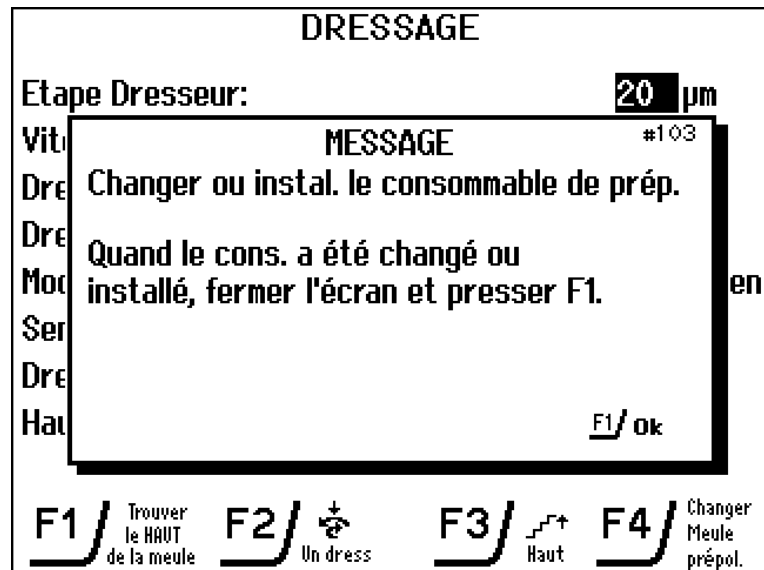 DRESSAGE
Etape Dresseur: 20 µm
MESSAGE #103
Changer ou instal. le consommable de prép.
Quand le cons. a été changé ou
installé, fermer l'écran et presser F1.
F1 Ok
F1 Trouver
le HAUT
de la meule
F2 Un dress
F3 Haut
F4 Changer
Meule
prépol.